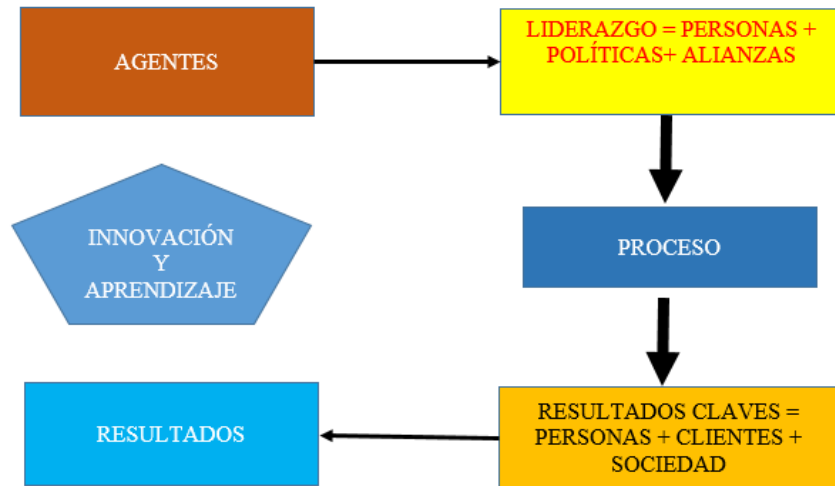 AGENTES
LIDERAZGO = PERSONAS +
POLÍTICAS+ ALIANZAS
INNOVACIÓN
Y
APRENDIZAJE
PROCESO
RESULTADOS
RESULTADOS CLAVES =
PERSONAS + CLIENTES +
SOCIEDAD